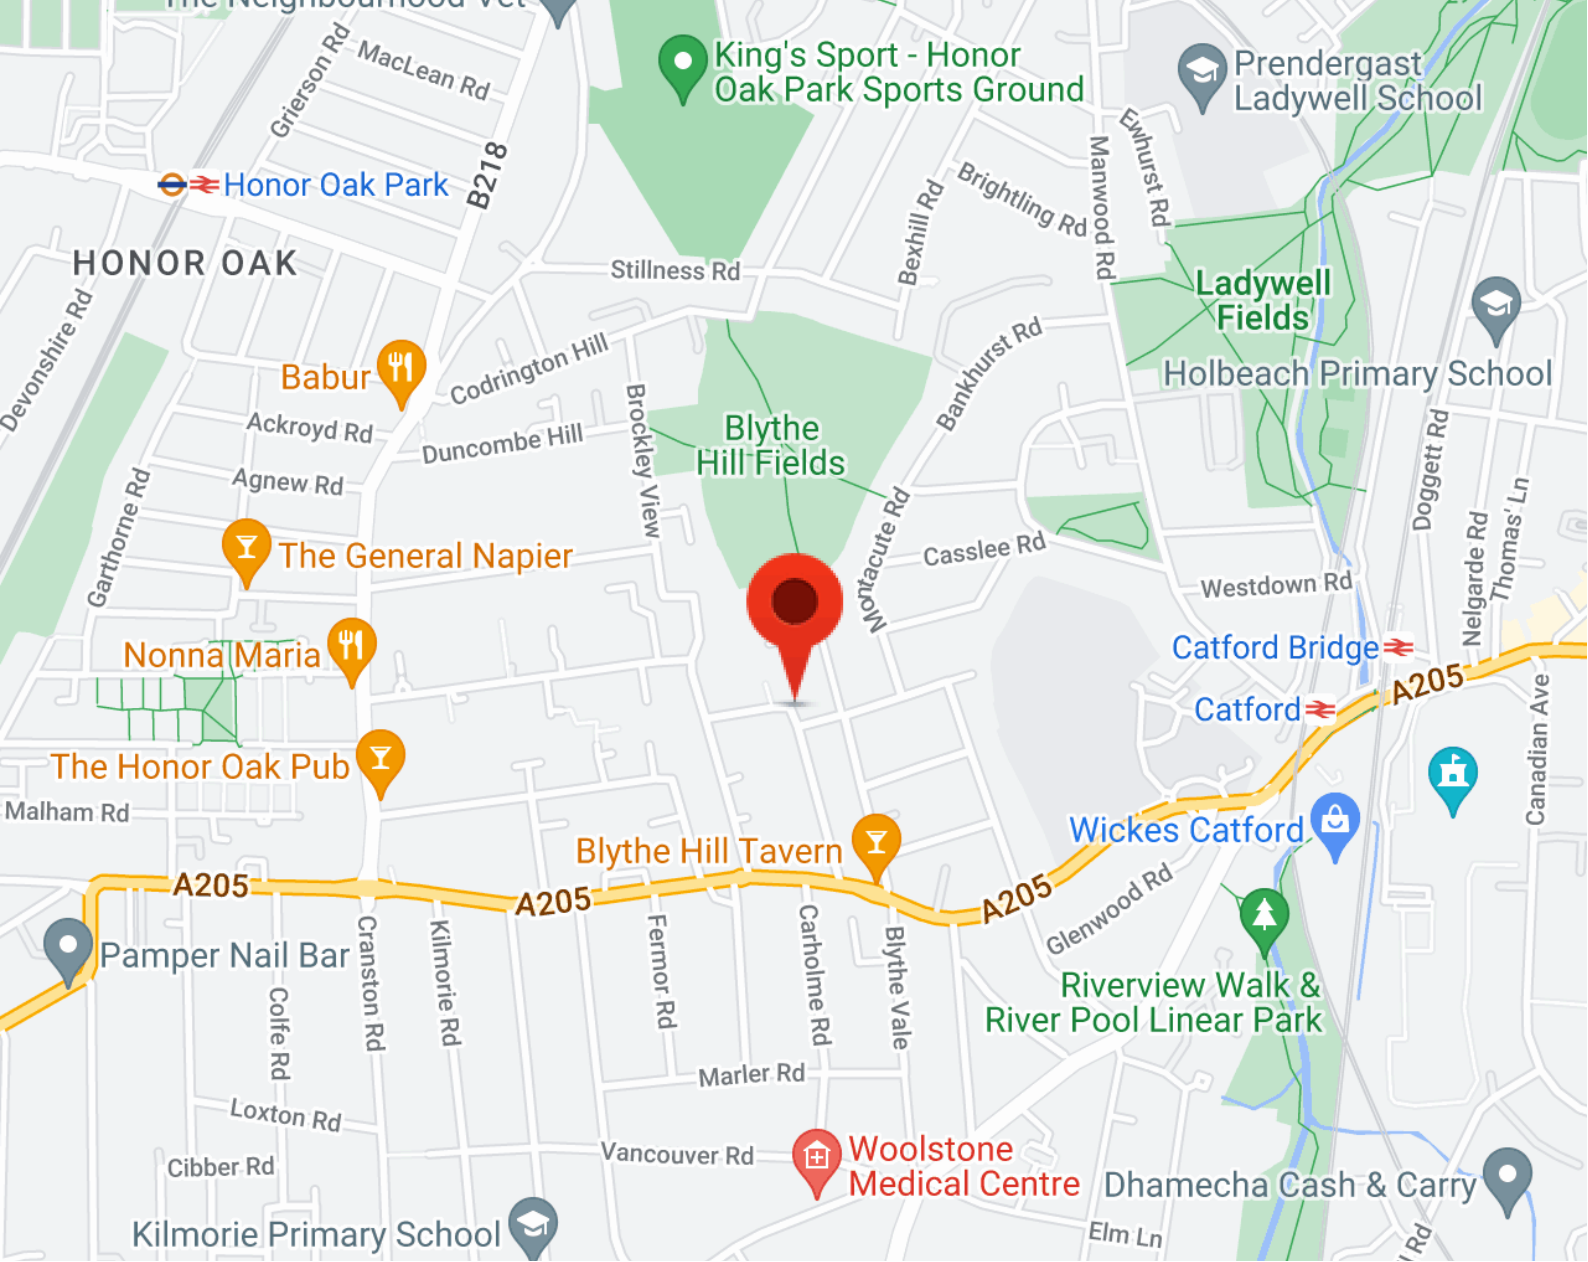 The Neighbourhood Vet
MacLean Rd
Grierson Rd
King's Sport - Honor
Oak Park Sports Ground
Prendergast
Ladywell School
B218
Ewhurst Rd
Manwood Rd
Brightling Rd
Bexhill Rd
Honor Oak Park
HONOR OAK
Stillness Rd
Ladywell
Fields
Devonshire Rd
Holbeach Primary School
Babur
Codrington Hill
Bankhurst Rd
Ackroyd Rd
Duncombe Hill
Brockley View
Blythe
Hill Fields
Agnew Rd
Garthorne Rd
Doggett Rd
Nelgarde Rd
Thomas' Ln
The General Napier
Montacute Rd
Casslee Rd
Westdown Rd
Nonna Maria
Catford Bridge
A205
Catford
Canadian Ave
The Honor Oak Pub
Malham Rd
Wickes Catford
Blythe Hill Tavern
A205
A205
A205
Glenwood Rd
Pamper Nail Bar
Cranston Rd
Kilmorie Rd
Fermor Rd
Carholme Rd
Blythe Vale
Colfe Rd
Riverview Walk &
River Pool Linear Park
Marler Rd
Loxton Rd
Vancouver Rd
Cibber Rd
Woolstone
Medical Centre
Dhamecha Cash & Carry
Kilmorie Primary School
Elm Ln
Rd